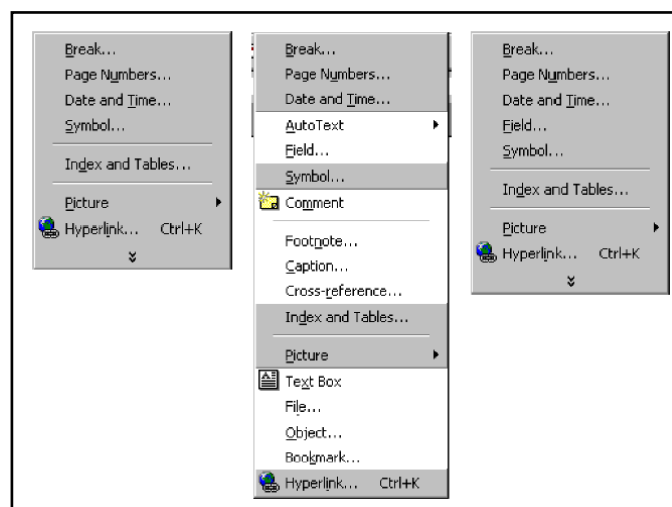 Break...
Page Numbers...
Date and Time...
Symbol...
Index and Tables...
Picture
Hyperlink... Ctrl+K
Break...
Page Numbers...
Date and Time...
AutoText
Field...
Symbol...
Comment
Footnote...
Caption...
Cross-reference...
Index and Tables...
Picture
Text Box
File...
Object...
Bookmark...
Hyperlink... Ctrl+K
Break...
Page Numbers...
Date and Time...
Field...
Symbol...
Index and Tables...
Picture
Hyperlink... Ctrl+K